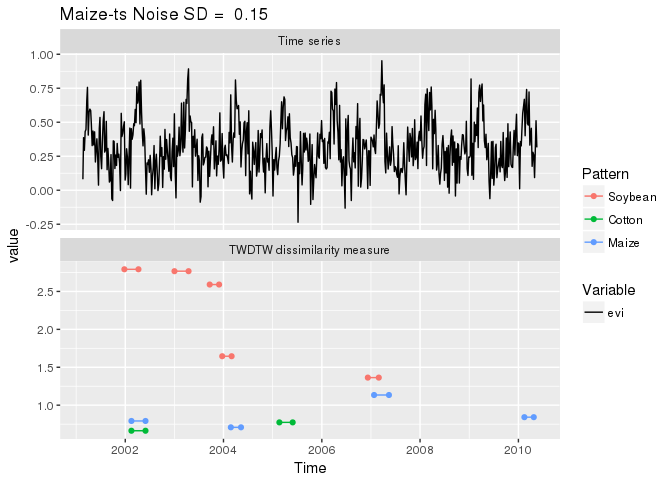 Maize-ts Noise SD = 0.15
Time series
1.00
0.75
0.50
0.25
0.00
-0.25
value
TWDTW dissimilarity measure
2.5
2.0
1.5
1.0
2002 2004 2006 2008 2010
Time
Pattern
Soybean
Cotton
Maize
Variable
evi